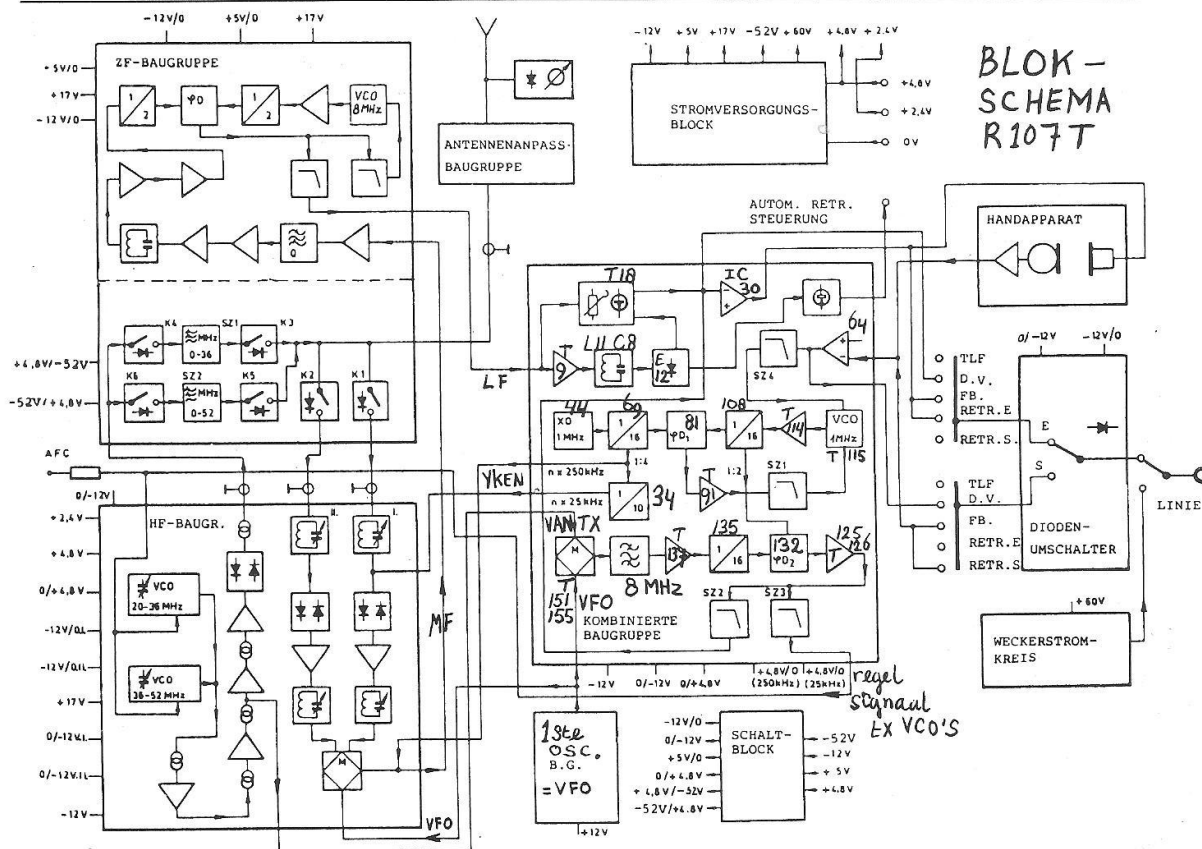 -12V/0
+5V/0
+17V
+5V/0
+17V
-12V/0
ZF-BAUGRUPPE
1
2
φD
1
2
VCO
8MHz
ANTENNENANPASS-
BAUGRUPPE
-12V
+5V
+17V
-52V
+60V
+4,8V
+2.4V
STROMVERSORGUNGS-
BLOCK
+4,8V
+2,4V
0V
BLOK-
SCHEMA
R107T
AUTOM. RETR.
STEUERUNG
HANDAPPARAT
Q
K4
SZ1
K3
MHz
0-36
K6
SZ2
K5
K2
K1
MHz
0-52
+4,8V/-52V
-52V/+4,8V
AFC
0/-12V
LF
T18
IC
30
T
9
L11 C8
E
12
64
SZ4
44
XO
1MHz
69
1
16
81
φD1
108
1
16
T
114
VCO
1MHz
T 115
1:4
n x 250kHz
YKEN
n x 25kHz
1
10
34
T
91
1:2
SZ1
VAN TX
M
T
151
155
8 MHz
T
137
135
1
16
132
φD2
125
126
T
SZ2
SZ3
VFO
KOMBINIERTE
BAUGRUPPE
-12V
0/-12V
0/+4,8V
+4,8V/0
(250kHz)
+4,8V/0
(25kHz)
regel
signaal
Ex VCO'S
0/-12V
-12V/0
TLF
D.V.
FB.
RETR.E
RETR.S.
E
S
TLF
D.V.
FB.
RETR.E
RETR.S
DIODEN-
UMSCHALTER
LINIE
+60V
WECKERSTROM-
KREIS
HF-BAUGR.
II.
I.
+2,4V
+4,8V
0/+4,8V
-12V/0.I.
-12V/0.II.
+17V
0/-12V.I.
0/-12V.II.
-12V
VCO
20-36MHz
VCO
36-52 MHz
MF
M
VFO
1Ste
OSC.
B.G.
=VFO
+12V
-12V/0
0/-12V
+5V/0
0/+4.8V
+4,8V/-52V
-52V/+4.8V
SCHALT-
BLOCK
-52V
-12V
+5V
+4.8V